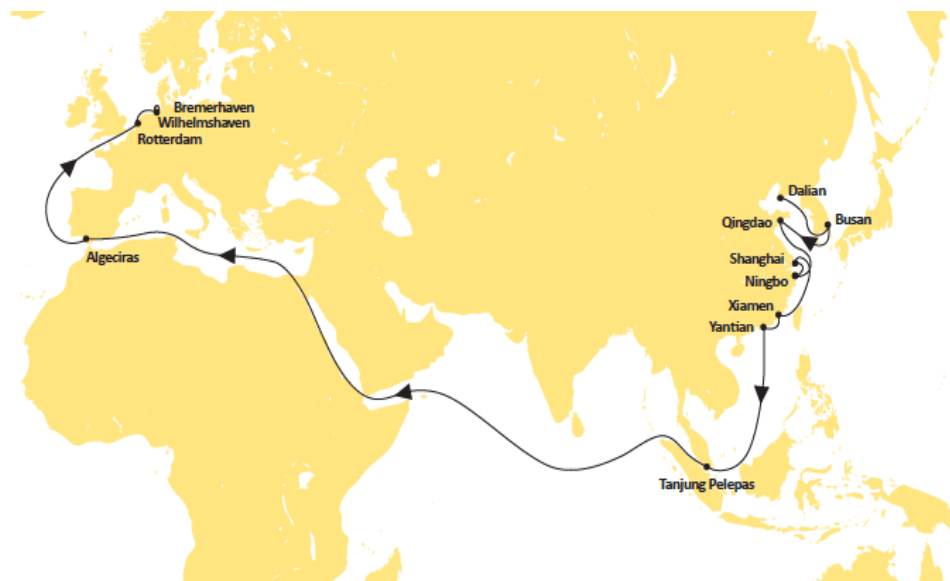 Bremerhaven
Wilhelmshaven
Rotterdam
Dalian
Qingdao
Busan
Algeciras
Shanghai
Ningbo
Xiamen
Yantian
Tanjung Pelepas